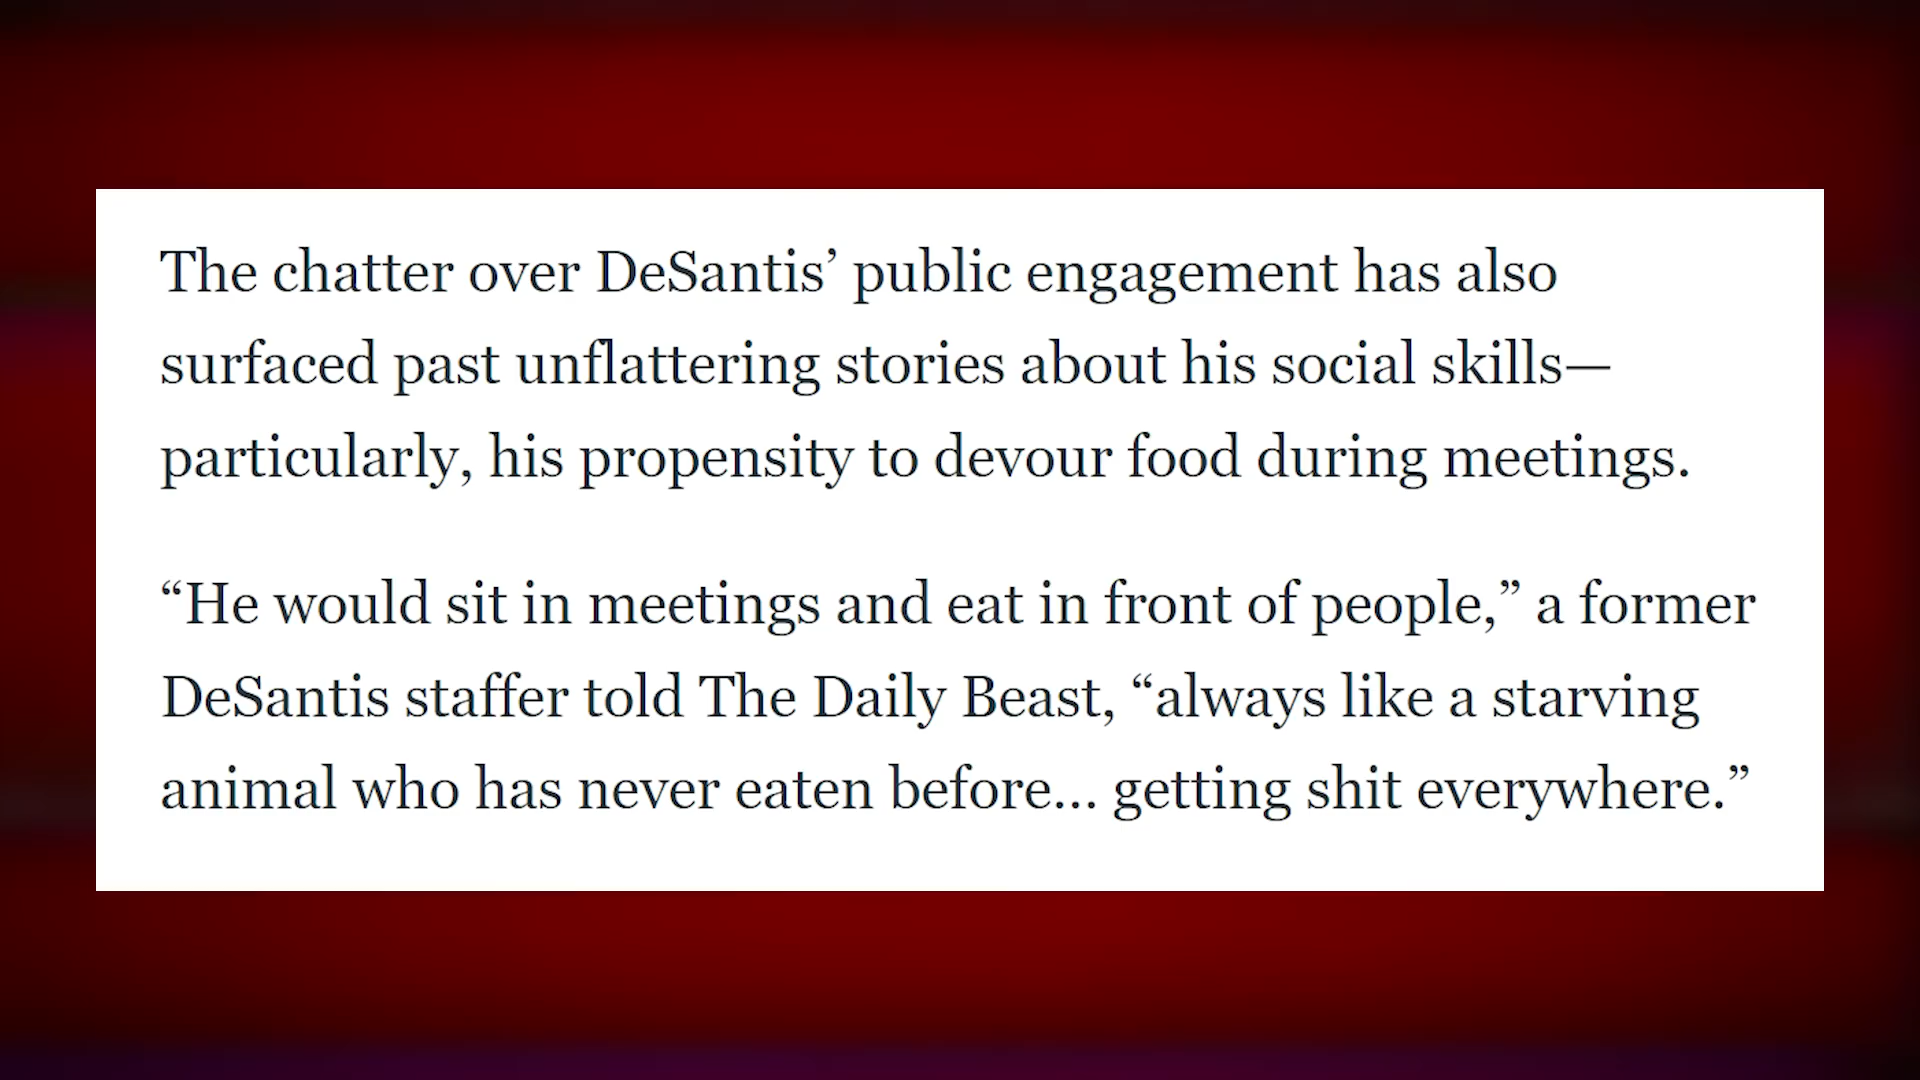 The chatter over DeSantis’ public engagement has also
surfaced past unflattering stories about his social skills—
particularly, his propensity to devour food during meetings.
“He would sit in meetings and eat in front of people,” a former
DeSantis staffer told The Daily Beast, “always like a starving
animal who has never eaten before... getting shit everywhere.”